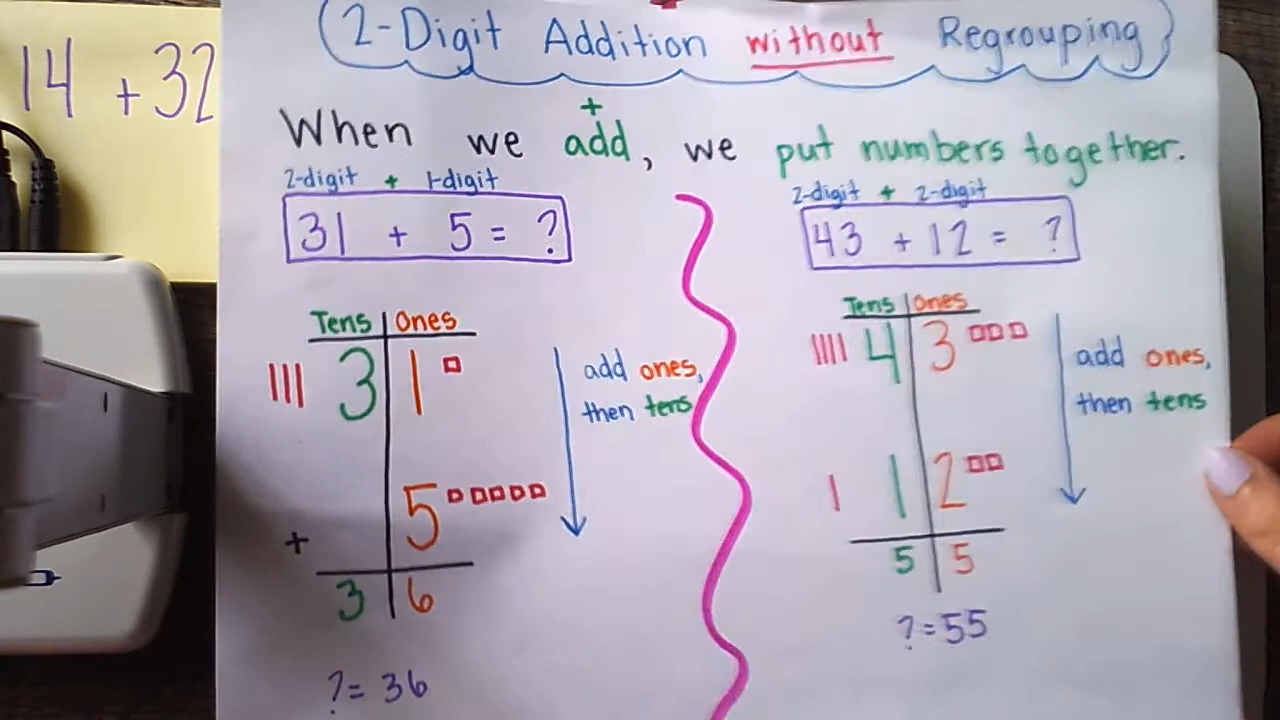 14 + 32
2-Digit Addition without Regrouping
+
When we add, we put numbers together.
2-digit + 1-digit
31 + 5 = ?
Tens Ones
3 1
5
+
3 6
? = 36
add ones,
then tens
2-digit + 2-digit
43 + 12 = ?
Tens Ones
4 3
1 2
5 5
? = 55
add ones,
then tens